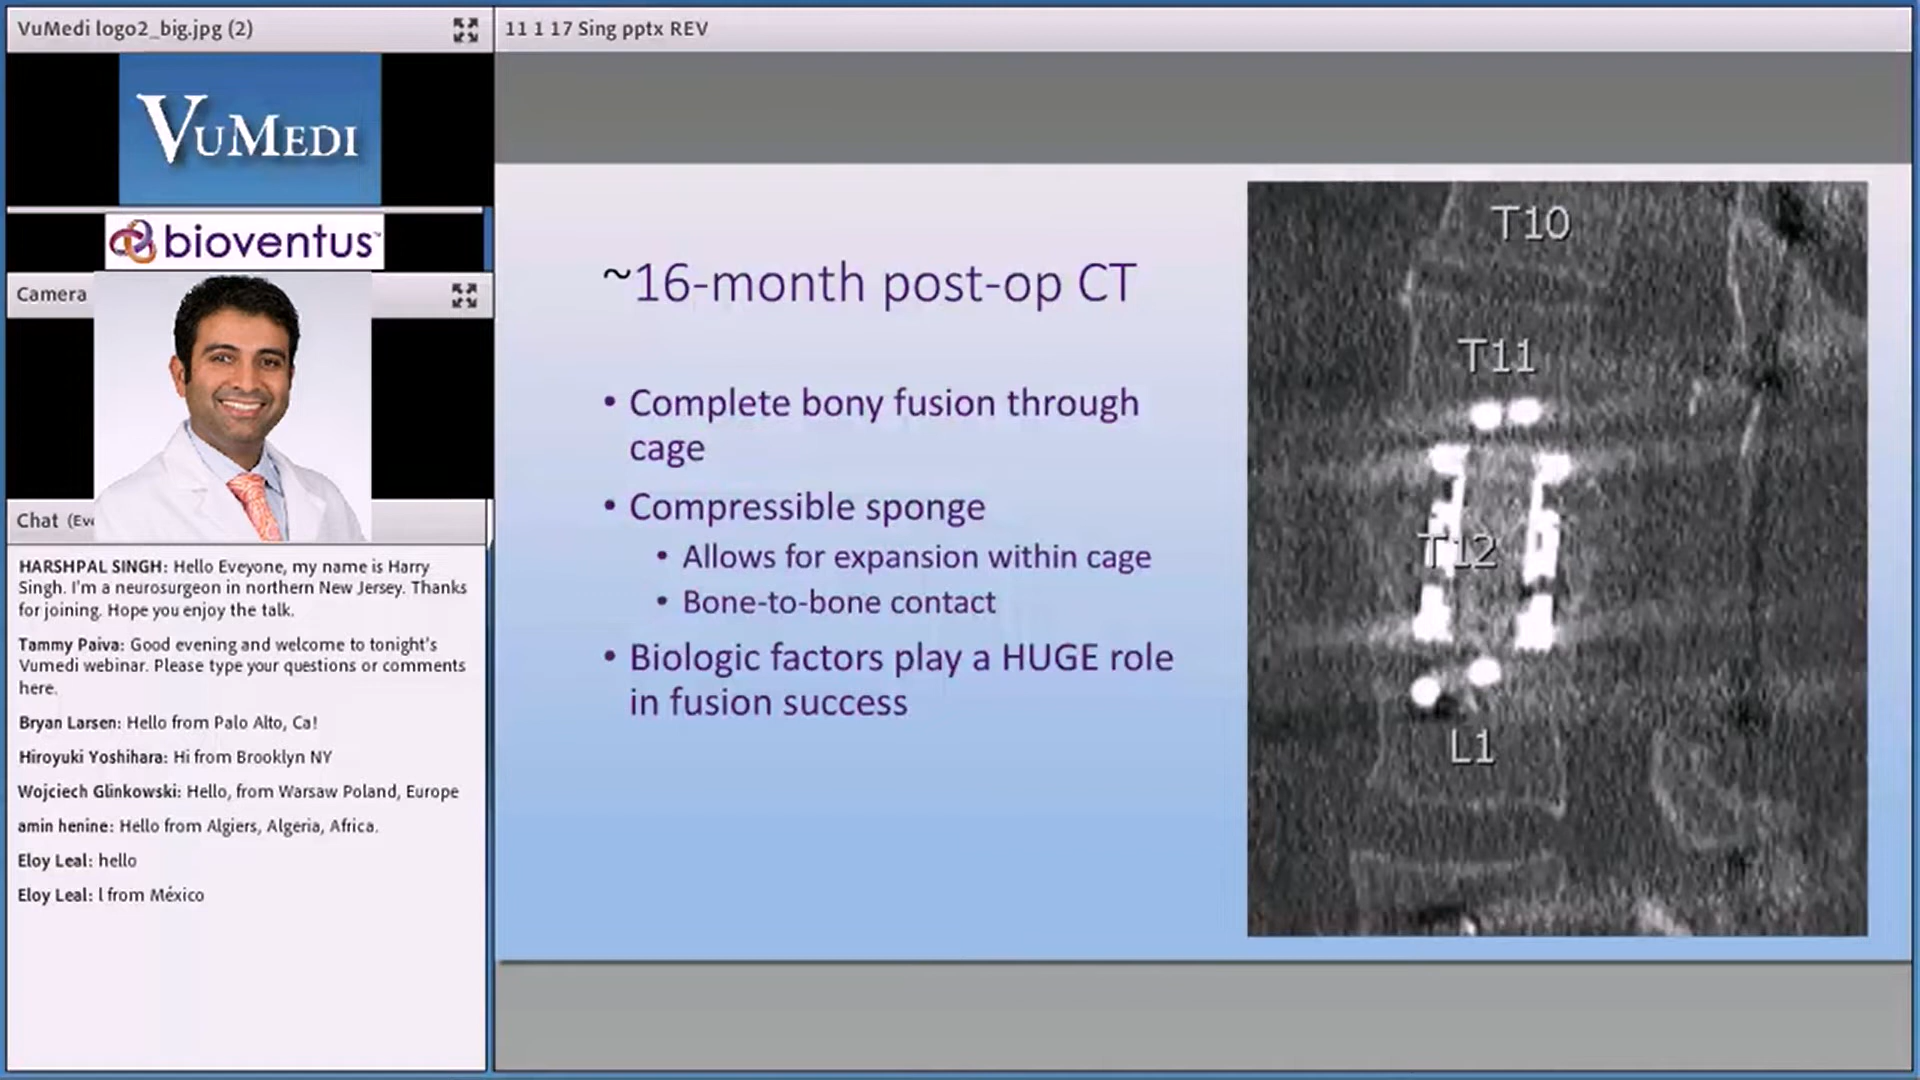 VuMedi logo2_big.jpg (2)
11 1 17 Sing pptx REV
VUMEDI
bioventus™
Camera
Chat (Eve
HARSHPAL SINGH: Hello Eveyone, my name is Harry
Singh. I'm a neurosurgeon in northern New Jersey. Thanks
for joining. Hope you enjoy the talk.
Tammy Paiva: Good evening and welcome to tonight's
Vumedi webinar. Please type your questions or comments
here.
Bryan Larsen: Hello from Palo Alto, Ca!
Hiroyuki Yoshihara: Hi from Brooklyn NY
Wojciech Glinkowski: Hello, from Warsaw Poland, Europe
amin henine: Hello from Algiers, Algeria, Africa.
Eloy Leal: hello
Eloy Leal: l from México
~16-month post-op CT
• Complete bony fusion through
cage
• Compressible sponge
• Allows for expansion within cage
• Bone-to-bone contact
• Biologic factors play a HUGE role
in fusion success
T10
T11
T12
L1